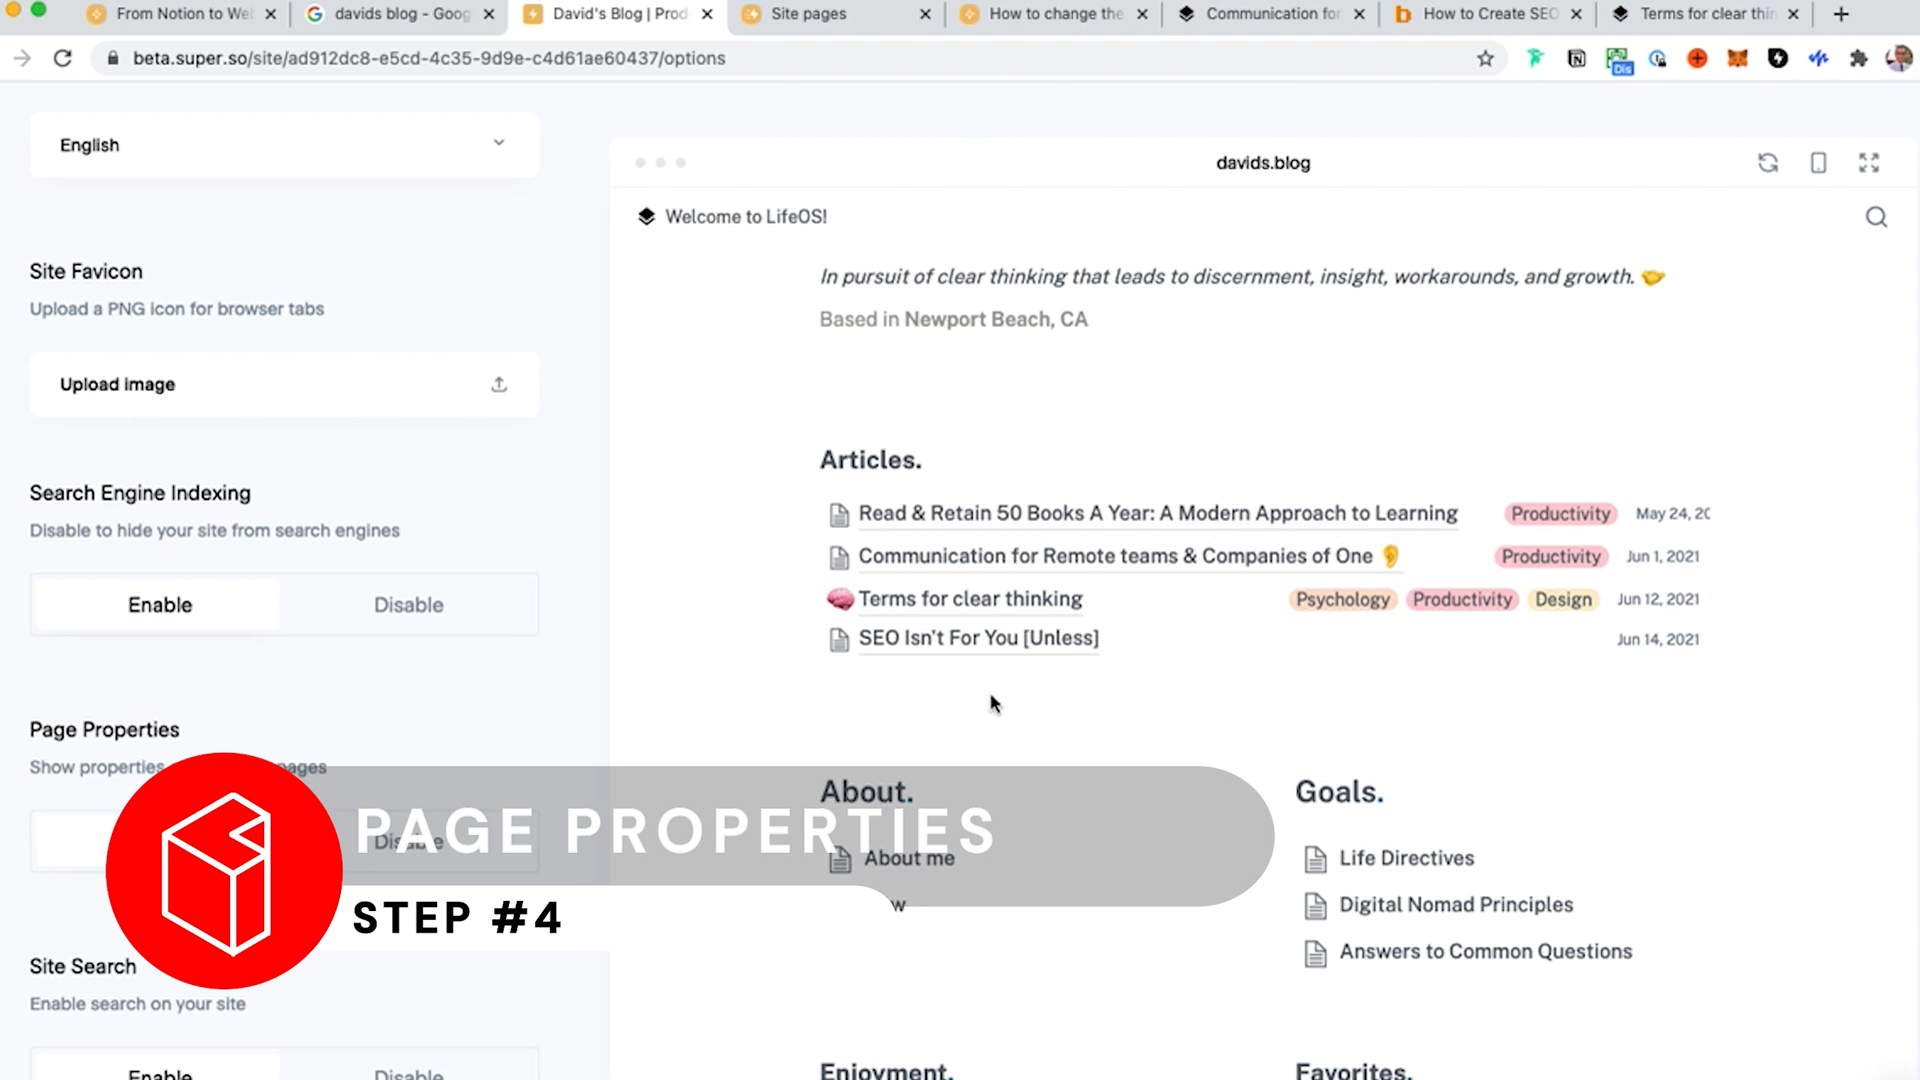 From Notion to Wel
davids blog - Goog
David's Blog | Prod
Site pages
How to change the
Communication for
How to Create SEO
Terms for clear thin
beta.super.so/site/ad912dc8-e5cd-4c35-9d9e-c4d61ae60437/options
Dis
English
davids.blog
Welcome to LifeOS!
Site Favicon
Upload a PNG icon for browser tabs
Upload image
In pursuit of clear thinking that leads to discernment, insight, workarounds, and growth. 🤝
Based in Newport Beach, CA
Search Engine Indexing
Disable to hide your site from search engines
Enable
Disable
Articles.
Read & Retain 50 Books A Year: A Modern Approach to Learning Productivity May 24, 20
Communication for Remote teams & Companies of One 👂 Productivity Jun 1, 2021
🧠 Terms for clear thinking Psychology Productivity Design Jun 12, 2021
SEO Isn't For You [Unless] Jun 14, 2021
Page Properties
Show properties pages
Disable
PAGE PROPERTIES
STEP #4
About.
About me
w
Goals.
Life Directives
Digital Nomad Principles
Answers to Common Questions
Site Search
Enable search on your site
Enable
Disable
Enjoyment.
Favorites.